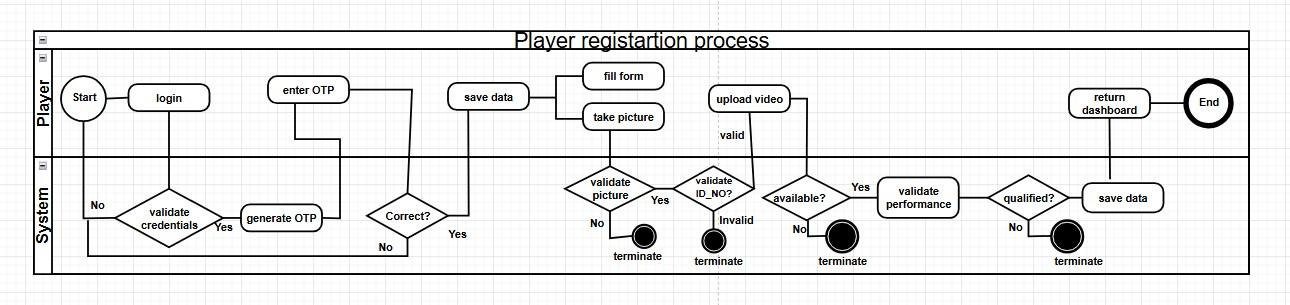 Player registartion process
Player
Start
login
enter OTP
save data
fill form
take picture
upload video
valid
return
dashboard
End
System
No
validate
credentials
Yes
generate OTP
Correct?
Yes
No
validate
picture
Yes
No
terminate
validate
ID_NO?
Invalid
terminate
available?
Yes
No
terminate
validate
performance
qualified?
No
terminate
save data